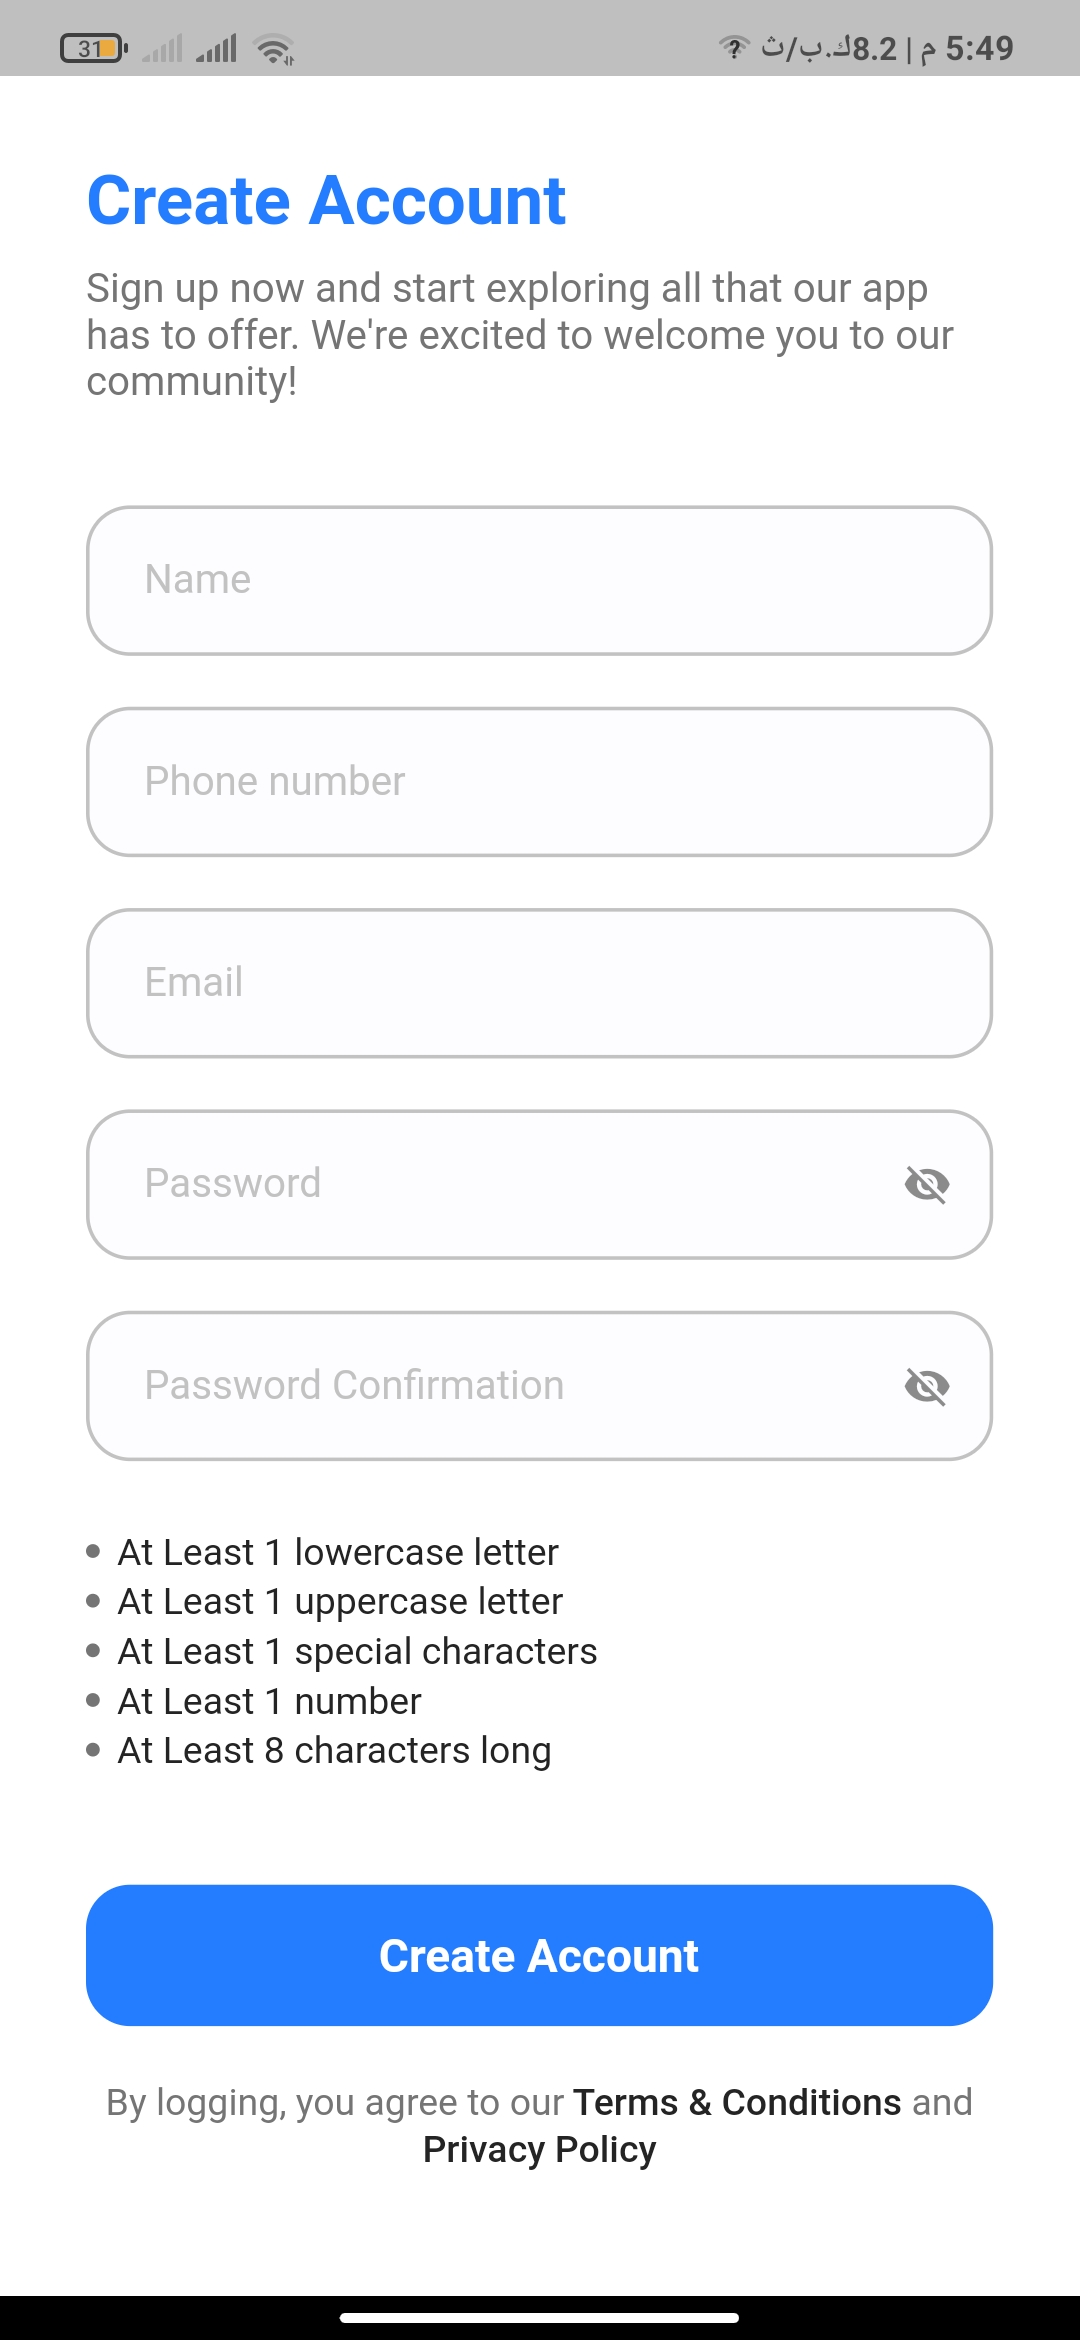 31
5:49 م | 8.2ك.ب/ث
Create Account
Sign up now and start exploring all that our app
has to offer. We're excited to welcome you to our
community!
Name
Phone number
Email
Password
Password Confirmation
At Least 1 lowercase letter
At Least 1 uppercase letter
At Least 1 special characters
At Least 1 number
At Least 8 characters long
Create Account
By logging, you agree to our Terms & Conditions and
Privacy Policy